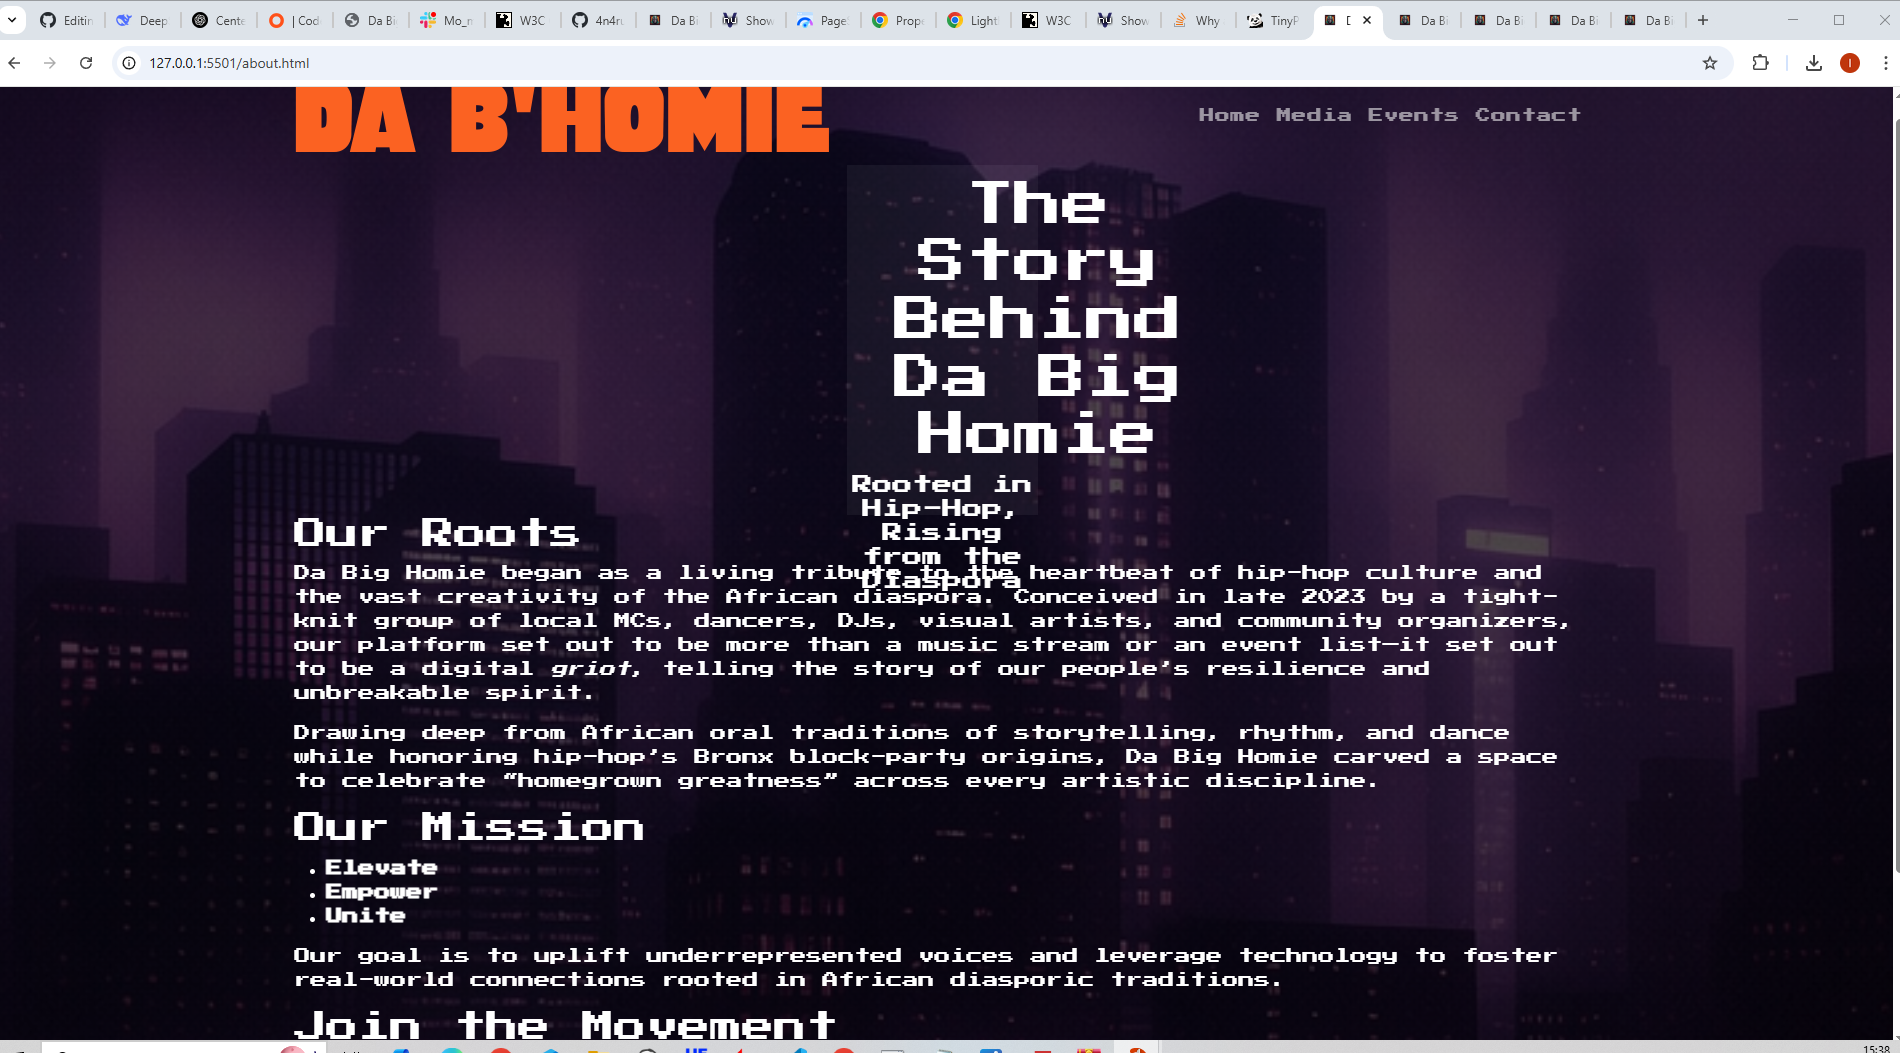 Editin
Deep
Cente
| Cod
Da Bi
Mo_n
W3C
4n4ru
Da Bi
Show
Page
Prope
Light
W3C
Show
Why
TinyP
Da Bi
Da Bi
Da Bi
Da Bi
127.0.0.1:5501/about.html
DA B'HOMIE
Home Media Events Contact
The
Story
Behind
Da Big
Homie
Rooted in
Hip-Hop,
Rising
from the
Diaspora
Our Roots
Da Big Homie began as a living tribute to the heartbeat of hip-hop culture and
the vast creativity of the African diaspora. Conceived in late 2023 by a tight-
knit group of local MCs, dancers, DJs, visual artists, and community organizers,
our platform set out to be more than a music stream or an event list—it set out
to be a digital griot, telling the story of our people’s resilience and
unbreakable spirit.
Drawing deep from African oral traditions of storytelling, rhythm, and dance
while honoring hip-hop’s Bronx block-party origins, Da Big Homie carved a space
to celebrate “homegrown greatness” across every artistic discipline.
Our Mission
• Elevate
• Empower
• Unite
Our goal is to uplift underrepresented voices and leverage technology to foster
real-world connections rooted in African diasporic traditions.
Join the Movement
15:38